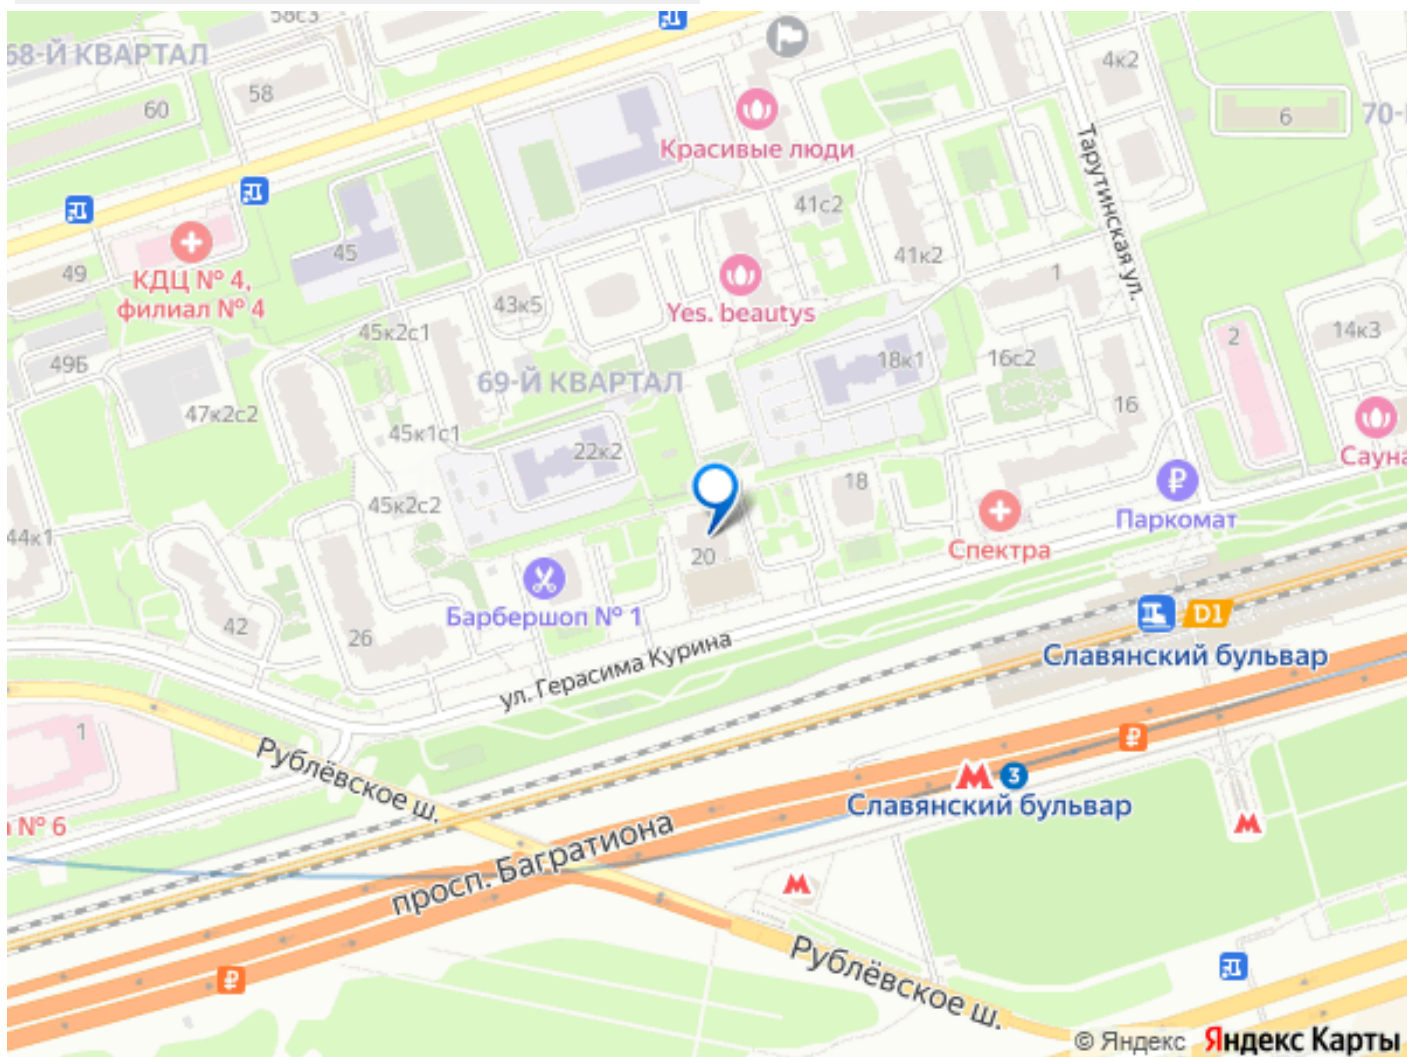 58с3
68-Й КВАРТАЛ
4к2
58
60
6
70-
Красивые люди
Тарутинская ул.
41с2
45
41к2
49
КДЦ № 4,
филиал № 4
1
43к5
Yes. beautys
45к2с1
2
14к3
49Б
18к1
16с2
69-Й КВАРТАЛ
47к2с2
16
45к1с1
22к2
Сауна
18
45к2с2
Паркомат
44к1
Спектра
20
Барбершоп № 1
D1
42
26
ул. Герасима Курина
Славянский бульвар
1
Рублёвское ш.
3
Славянский бульвар
№ 6
просп. Багратиона
Рублёвское ш.
© Яндекс Яндекс Карты